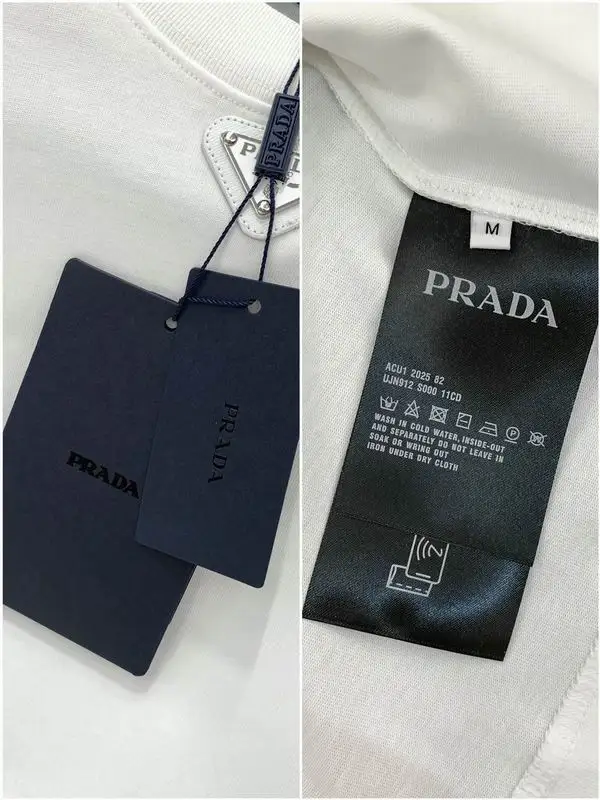 PRADA
PRADA
PRADA
M
PRADA
ACU1 2025 82
UJN912 S000 11CD
WASH IN COLD WATER, INSIDE-OUT
AND SEPARATELY DO NOT LEAVE IN
SOAK OR WRING OUT
IRON UNDER DRY CLOTH